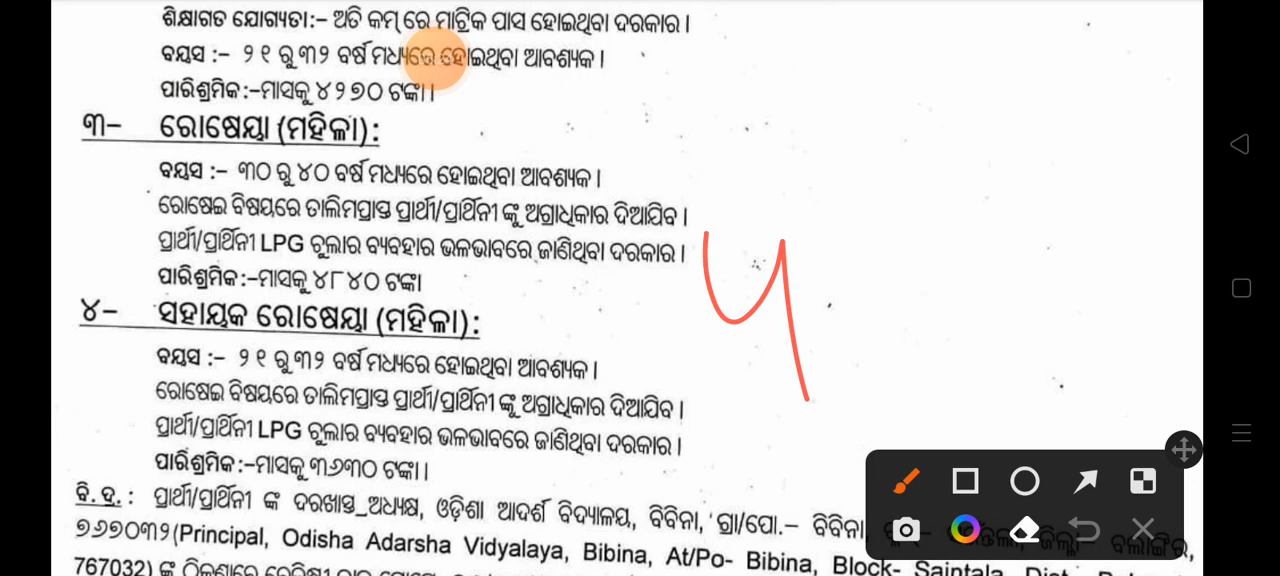 ଶିକ୍ଷାଗତ ଯୋଗ୍ୟତା:- ଅତି କମ୍ ରେ ମାଟ୍ରିକ ପାସ ହୋଇଥିବା ଦରକାର।
ବୟସ :- ୨୧ ରୁ ୩୨ ବର୍ଷ ମଧ୍ୟରେ ହୋଇଥିବା ଆବଶ୍ୟକ।
ପାରିଶ୍ରମିକ :-ମାସକୁ ୪୨୭୦ ଟଙ୍କା।
୩- ରୋଷେୟା (ମହିଳା):
ବୟସ :- ୩୦ ରୁ ୪୦ ବର୍ଷ ମଧ୍ୟରେ ହୋଇଥିବା ଆବଶ୍ୟକ।
ରୋଷେଇ ବିଷୟରେ ତାଲିମପ୍ରାପ୍ତ ପ୍ରାର୍ଥୀ/ପ୍ରାର୍ଥିନୀ ଙ୍କୁ ଅଗ୍ରାଧିକାର ଦିଆଯିବ।
ପ୍ରାର୍ଥୀ/ପ୍ରାର୍ଥିନୀ LPG ଚୁଲାର ବ୍ୟବହାର ଭଲଭାବରେ ଜାଣିଥିବା ଦରକାର।
ପାରିଶ୍ରମିକ :-ମାସକୁ ୪୮୪୦ ଟଙ୍କା
୪- ସହାୟକ ରୋଷେୟା (ମହିଳା):
ବୟସ :- ୨୧ ରୁ ୩୨ ବର୍ଷ ମଧ୍ୟରେ ହୋଇଥିବା ଆବଶ୍ୟକ।
ରୋଷେଇ ବିଷୟରେ ତାଲିମପ୍ରାପ୍ତ ପ୍ରାର୍ଥୀ/ପ୍ରାର୍ଥିନୀ ଙ୍କୁ ଅଗ୍ରାଧିକାର ଦିଆଯିବ।
ପ୍ରାର୍ଥୀ/ପ୍ରାର୍ଥିନୀ LPG ଚୁଲାର ବ୍ୟବହାର ଭଲଭାବରେ ଜାଣିଥିବା ଦରକାର।
ପାରିଶ୍ରମିକ :-ମାସକୁ ୩୬୩୦ ଟଙ୍କା।
ବି. ଦ୍ର. : ପ୍ରାର୍ଥୀ/ପ୍ରାର୍ଥିନୀ ଙ୍କ ଦରଖାସ୍ତ ଅଧ୍ୟକ୍ଷ, ଓଡ଼ିଶା ଆଦର୍ଶ ବିଦ୍ୟାଳୟ, ବିବିନା, ଗ୍ରା/ପୋ.- ବିବିନା, ବଲାଙ୍ଗିର,
୭୬୭୦୩୨(Principal, Odisha Adarsha Vidyalaya, Bibina, At/Po- Bibina, Block- Saintala, Dist.
767032) ଙ୍କ ଠିକଣାରେ